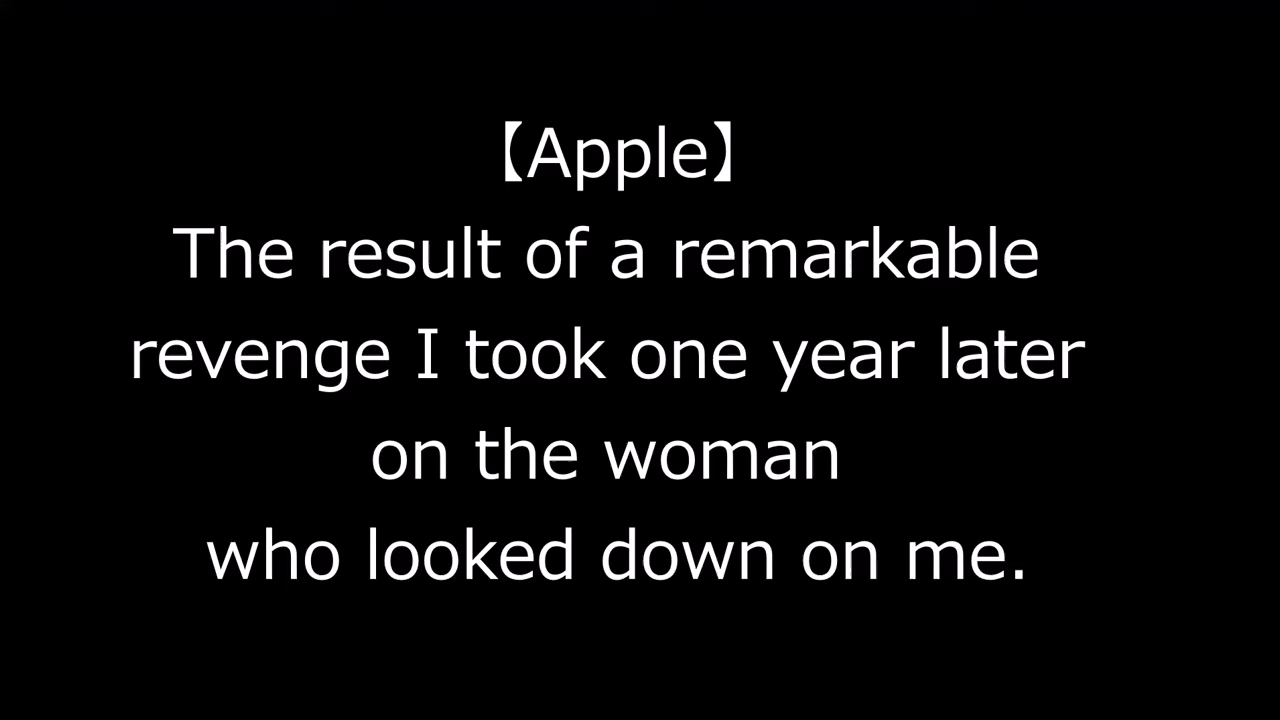 【Apple】
The result of a remarkable
revenge I took one year later
on the woman
who looked down on me.